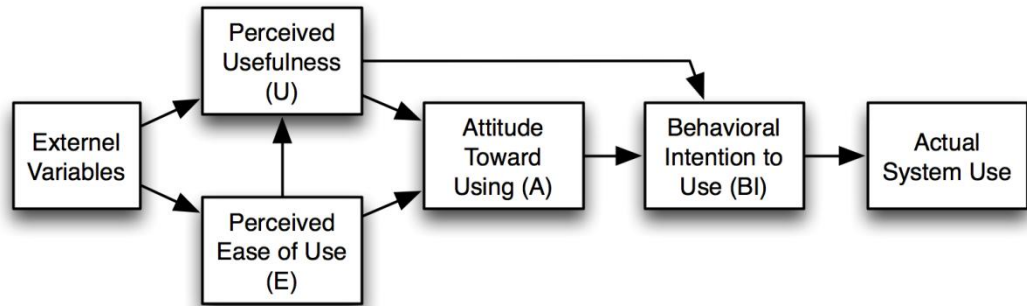 Perceived
Usefulness
(U)
Externel
Variables
Perceived
Ease of Use
(E)
Attitude
Toward
Using (A)
Behavioral
Intention to
Use (BI)
Actual
System Use